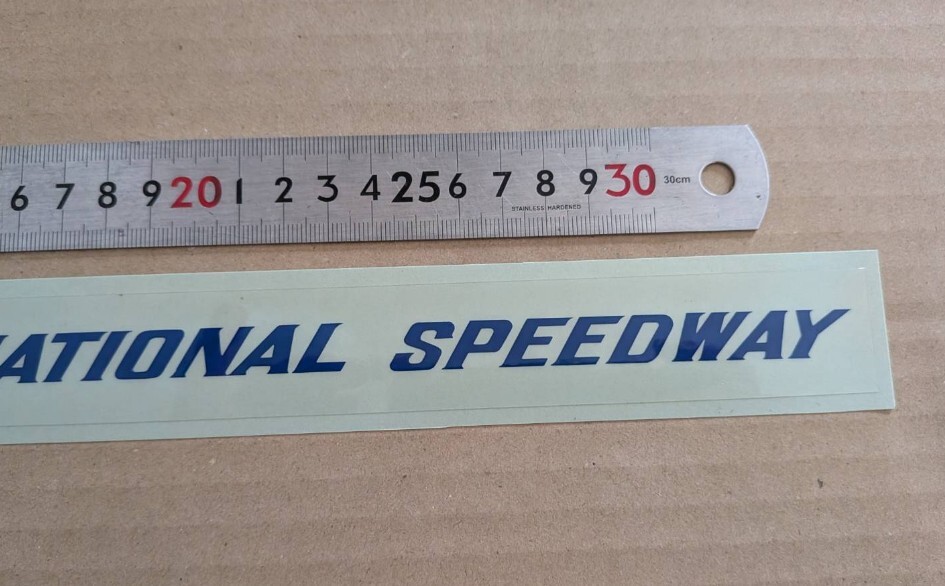 6 7 8 9 20 1 2 3 4 25 6 7 8 9 30 30cm
STAINLESS HARDENED
NATIONAL SPEEDWAY